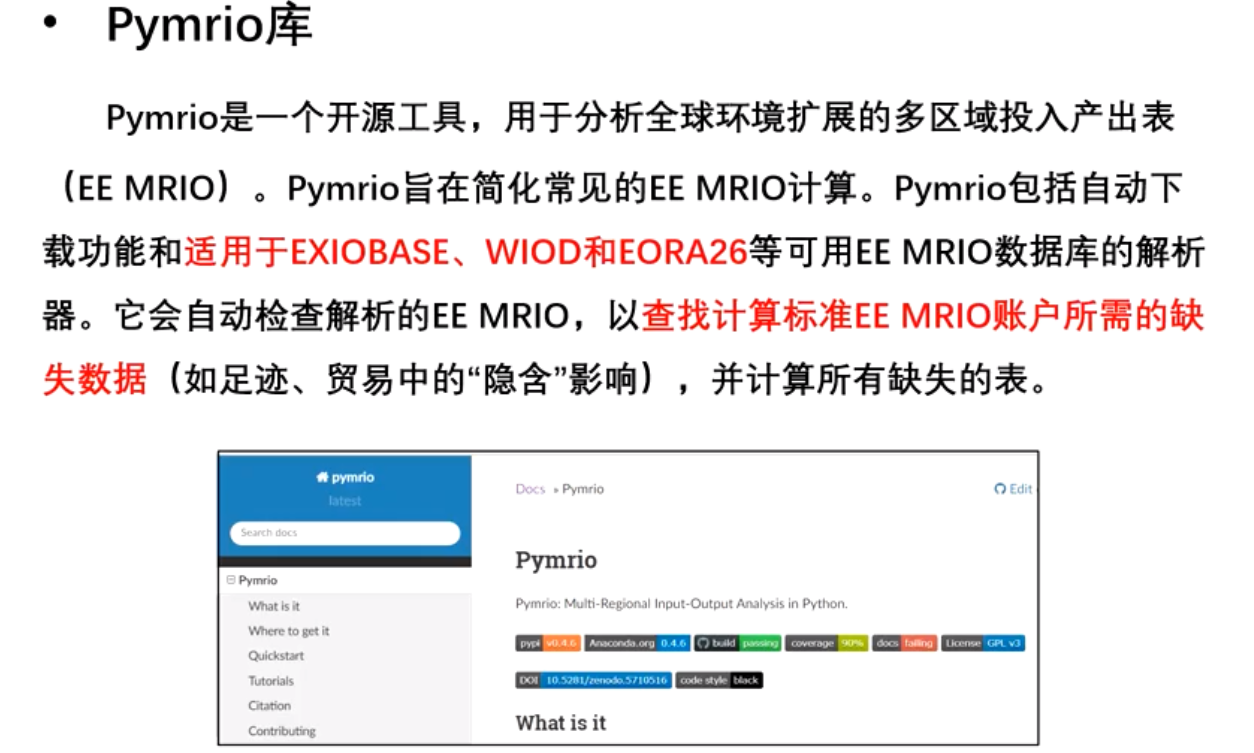 • Pymrio库
Pymrio是一个开源工具，用于分析全球环境扩展的多区域投入产出表
（EE MRIO）。Pymrio旨在简化常见的EE MRIO计算。Pymrio包括自动下
载功能和适用于EXIOBASE、WIOD和EORA26等可用EE MRIO数据库的解析
器。它会自动检查解析的EE MRIO，以查找计算标准EE MRIO账户所需的缺
失数据（如足迹、贸易中的“隐含”影响），并计算所有缺失的表。
pymrio
latest
Search docs
Pymrio
What is it
Where to get it
Quickstart
Tutorials
Citation
Contributing
Docs » Pymrio
Edit
Pymrio
Pymrio: Multi-Regional Input-Output Analysis in Python.
pypi v0.4.6 Anaconda.org 0.4.6 build passing coverage 90% docs failing License GPL v3
DOI 10.5281/zenodo.5710516 code style black
What is it